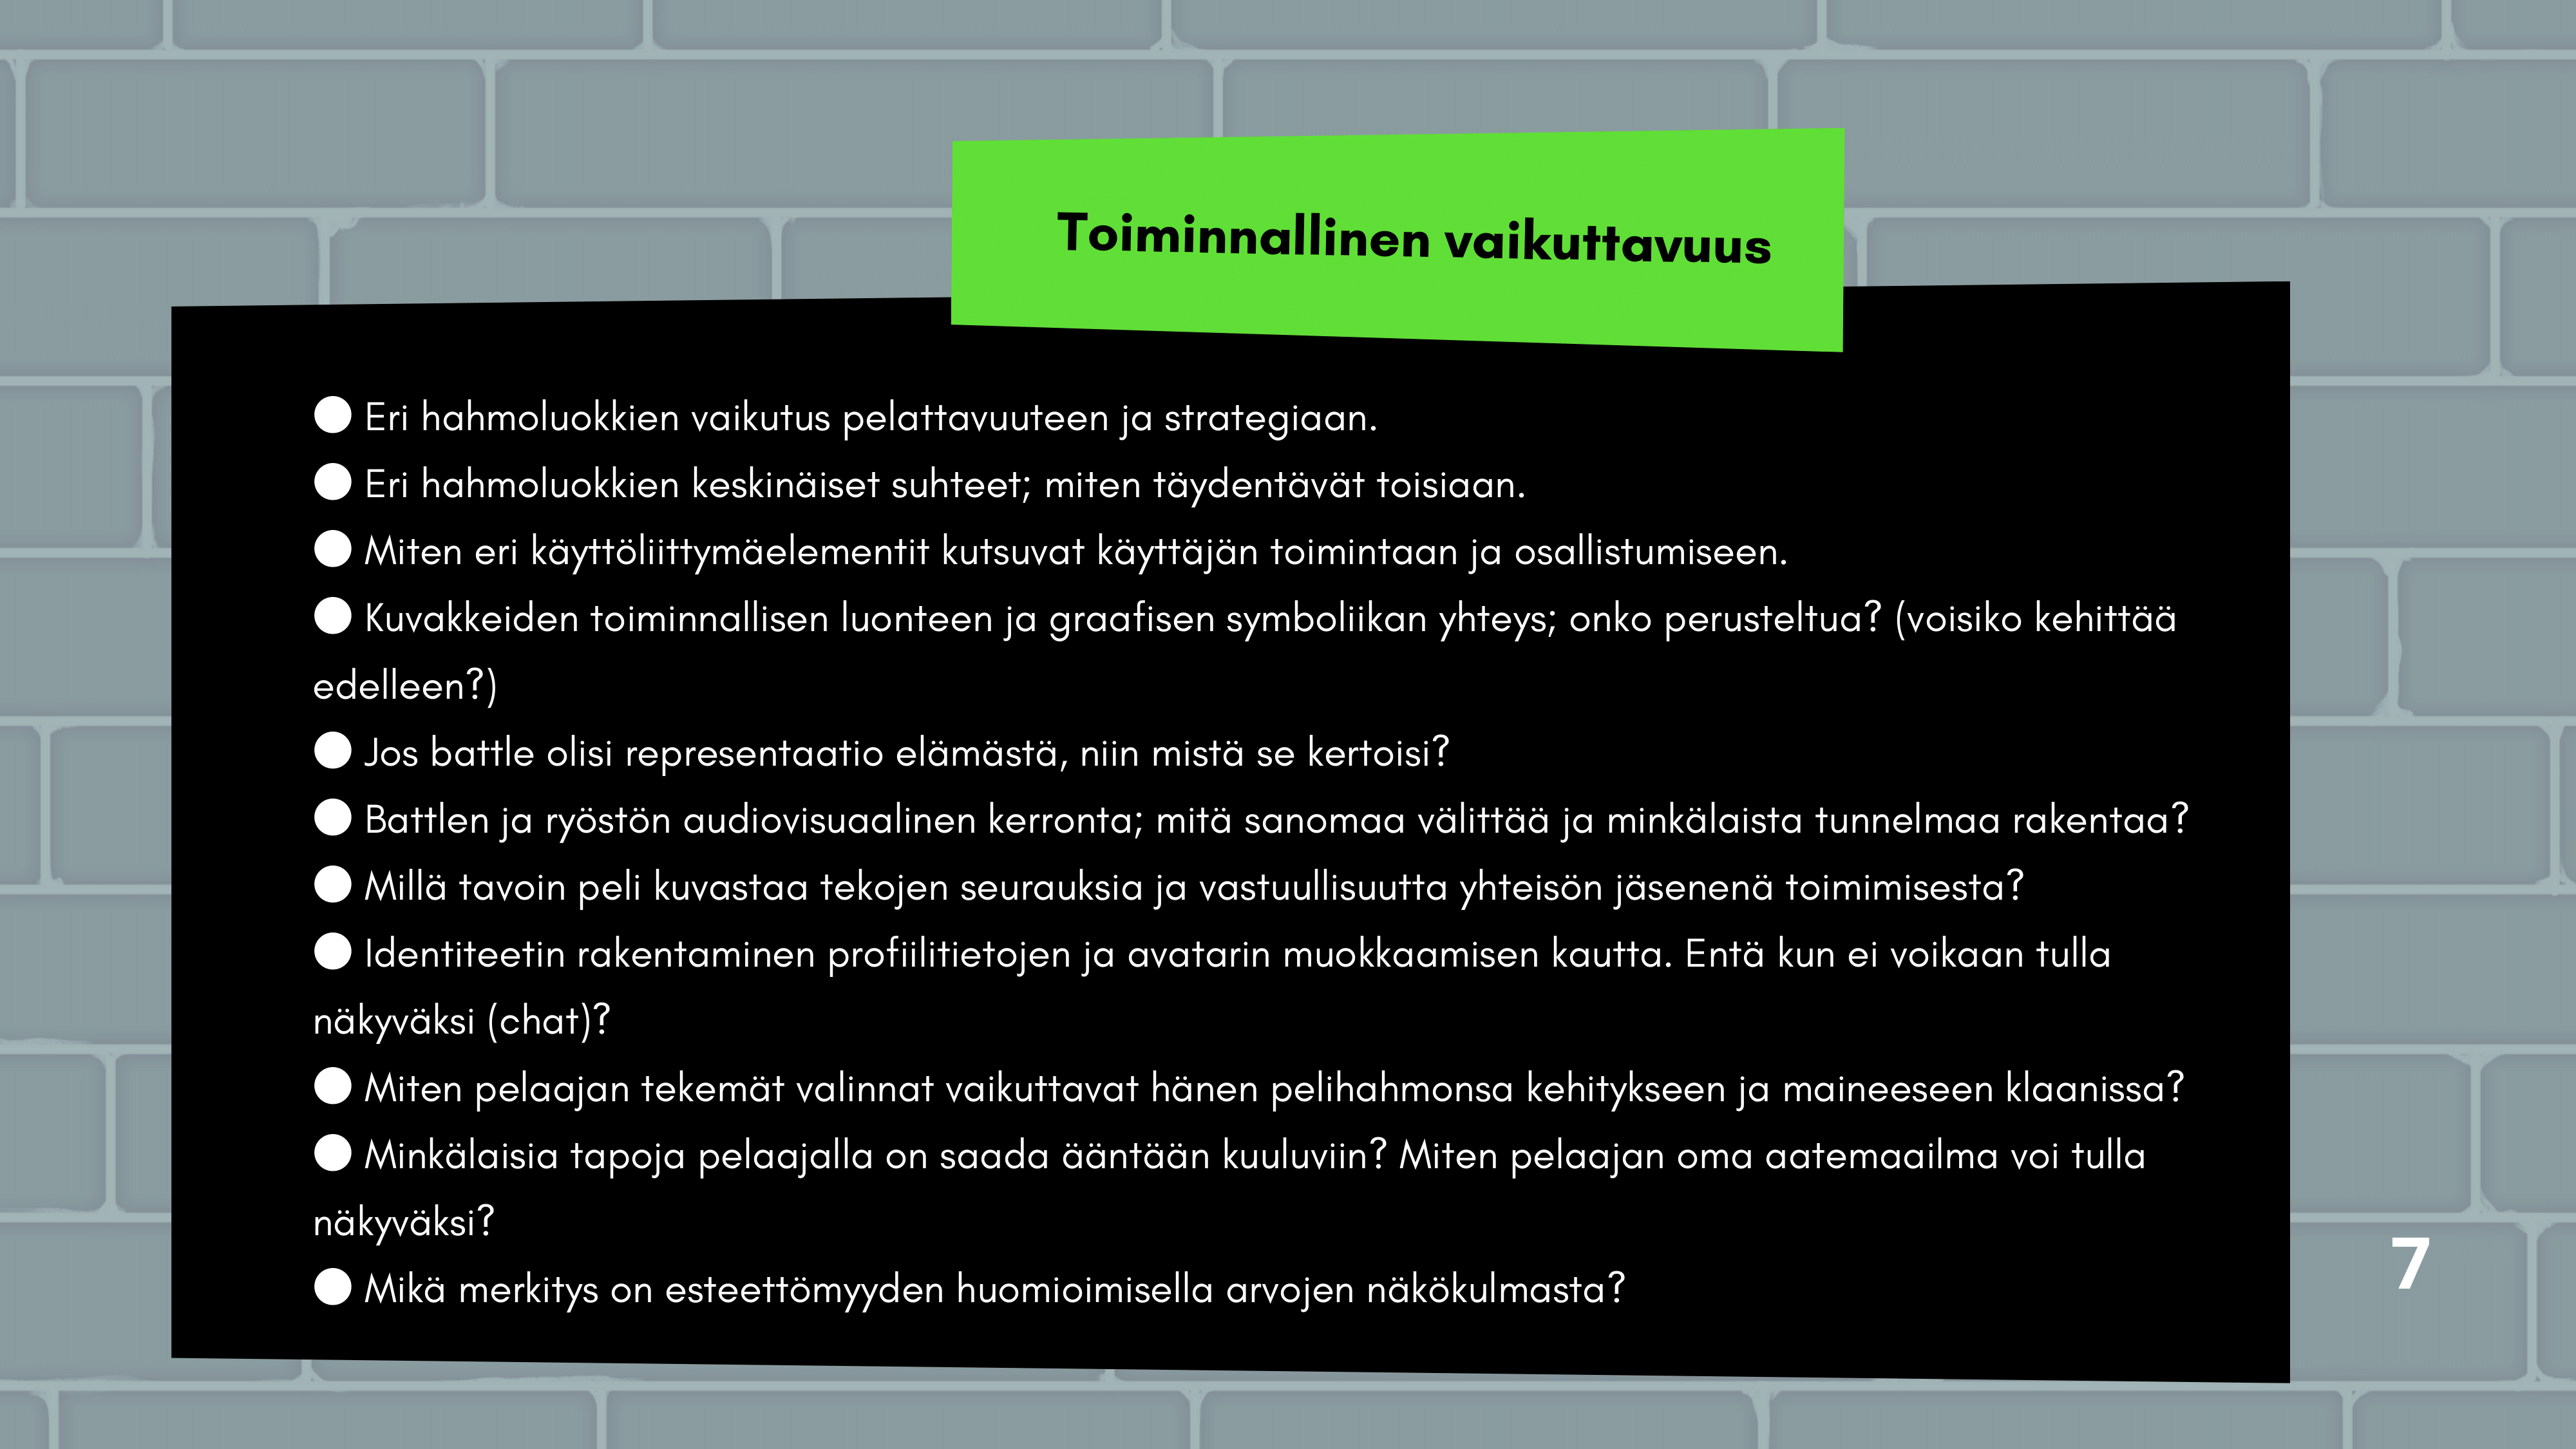 Toiminnallinen vaikuttavuus
● Eri hahmoluokkien vaikutus pelattavuuteen ja strategiaan.
● Eri hahmoluokkien keskinäiset suhteet; miten täydentävät toisiaan.
● Miten eri käyttöliittymäelementit kutsuvat käyttäjän toimintaan ja osallistumiseen.
● Kuvakkeiden toiminnallisen luonteen ja graafisen symboliikan yhteys; onko perusteltua? (voisiko kehittää
edelleen?)
● Jos battle olisi representaatio elämästä, niin mistä se kertoisi?
● Battlen ja ryöstön audiovisuaalinen kerronta; mitä sanomaa välittää ja minkälaista tunnelmaa rakentaa?
● Millä tavoin peli kuvastaa tekojen seurauksia ja vastuullisuutta yhteisön jäsenenä toimimisesta?
● Identiteetin rakentaminen profiilitietojen ja avatarin muokkaamisen kautta. Entä kun ei voikaan tulla
näkyväksi (chat)?
● Miten pelaajan tekemät valinnat vaikuttavat hänen pelihahmonsa kehitykseen ja maineeseen klaanissa?
● Minkälaisia tapoja pelaajalla on saada ääntään kuuluviin? Miten pelaajan oma aatemaailma voi tulla
näkyväksi?
● Mikä merkitys on esteettömyyden huomioimisella arvojen näkökulmasta?
7